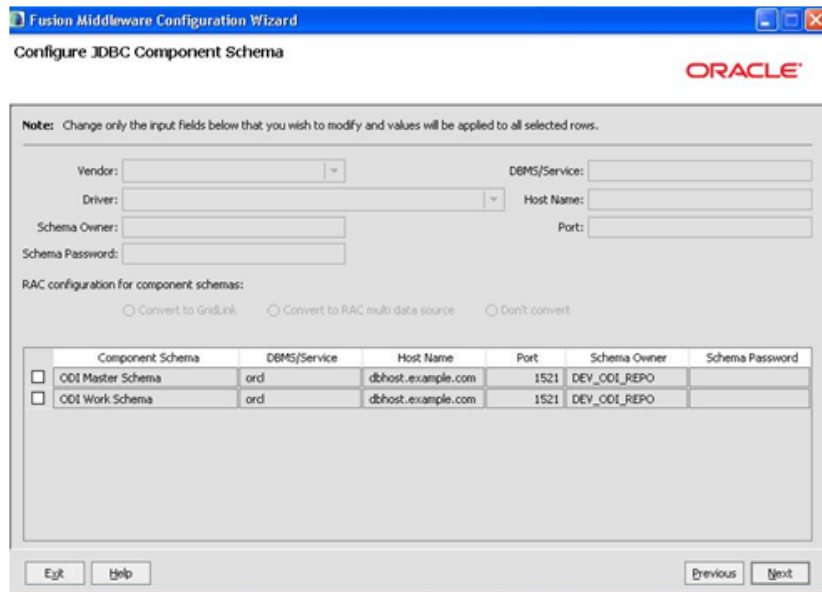 Fusion Middleware Configuration Wizard
Configure JDBC Component Schema
ORACLE
Note: Change only the input fields below that you wish to modify and values will be applied to all selected rows.
Vendor: DBMS/Service:
Driver: Host Name:
Schema Owner: Port:
Schema Password:
RAC configuration for component schemas:
Convert to GridLink Convert to RAC multi data source Don't convert
Component Schema DBMS/Service Host Name Port Schema Owner Schema Password
ODI Master Schema orcl dbhost.example.com 1521 DEV_ODI_REPO
ODI Work Schema orcl dbhost.example.com 1521 DEV_ODI_REPO
Exit Help Previous Next